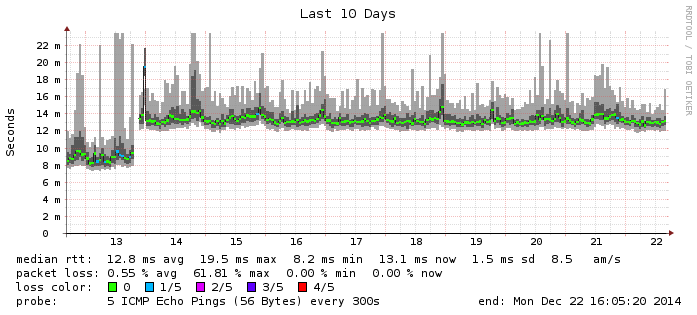 Last 10 Days
RRDTOOL / TOBI OETIKER
Seconds
22 m
20 m
18 m
16 m
14 m
12 m
10 m
8 m
6 m
4 m
2 m
0
13 14 15 16 17 18 19 20 21 22
median rtt: 12.8 ms avg 19.5 ms max 8.2 ms min 13.1 ms now 1.5 ms sd 8.5 am/s
packet loss: 0.55 % avg 61.81 % max 0.00 % min 0.00 % now
loss color: 0 1/5 2/5 3/5 4/5
probe: 5 ICMP Echo Pings (56 Bytes) every 300s end: Mon Dec 22 16:05:20 2014